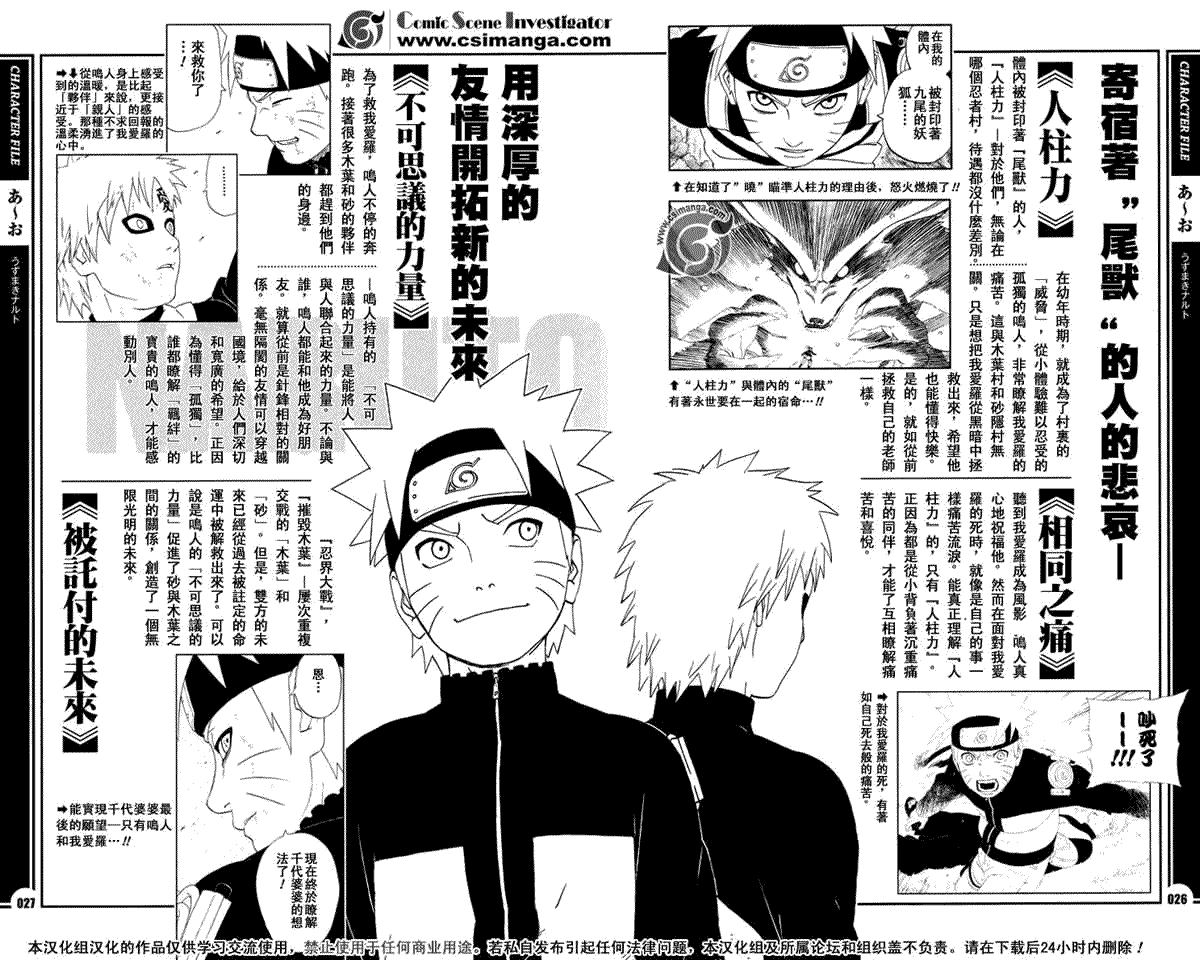 Comic Scene Investigator
www.csimanga.com
CHARACTER FILE
あ～お
うずまきナルト
026
寄宿著〝尾獸〝的人的悲哀—
《人柱力》
體內被封印著『尾獸』的人，
『人柱力』—對於他們，無論在
哪個忍者村，待遇都沒什麼差別。
在幼年時期，就成為了村裏的
「威脅」，從小體驗難以忍受的
孤獨的鳴人，非常瞭解我愛羅的
痛苦。這與木葉村和砂隱村無
關。只是想把我愛羅從黑暗中拯
救出來，希望他
也能懂得快樂。
是的，就如從前
拯救自己的老師
一樣。
《相同之痛》
聽到我愛羅成為風影　鳴人真
心地祝福他。然而在面對我愛
羅的死時，就像是自己的事一
樣痛苦流淚。能真正理解「人
柱力」的，只有『人柱力』。
正因為都是從小背負著沉重痛
苦的同伴，才能了互相瞭解痛
苦和喜悅。
在我的
體內
被封印著
九尾的妖
狐…
⬆在知道了”曉”瞄準人柱力的理由後，怒火燃燒了!!
www.csimanga.com
⬆“人柱力”與體內的“尾獸”
有著永世要在一起的宿命…!!
吵死了
ーー!!!
➡對於我愛羅的死，有著
如自己死去般的痛苦。
用深厚的
友情開拓新的未來
《不可思議的力量》
為了救我愛羅，鳴人不停的奔
跑。接著很多木葉和砂的夥伴
都趕到他們
的身邊。
—鳴人持有的　「不可
思議的力量」是能將人
與人聯合起來的力量。不論與
誰，鳴人都能和他成為好朋
友。就算從前是針鋒相對的關
係。毫無隔閡的友情可以穿越
國境，給於人們深切
和寬廣的希望。正因
為懂得「孤獨」，比
誰都瞭解「羈絆」的
寶貴的鳴人，才能感
動別人。
來救你了
…！
➡⬇從鳴人身上感受
到的溫暖，是比起
「夥伴」來說，更接
近于「親人」的感
受。那種不求回報的
溫柔湧進了我愛羅的
心中。
………
NARUTO
《被託付的未來》
『忍界大戰』，
『摧毀木葉』—屢次重複
交戰的「木葉」和
「砂」。但是，雙方的未
來已經從過去被註定的命
運中被解救出來了。可以
說是鳴人的「不可思議的
力量」促進了砂與木葉之
間的關係，創造了一個無
限光明的未來。
恩…
現在終於瞭解
千代婆婆的想
法了！
➡能實現千代婆婆最
後的願望—只有鳴人
和我愛羅…!!
CHARACTER FILE
あ～お
うずまきナルト
027
本汉化组汉化的作品仅供学习交流使用，禁止使用于任何商业用途。若私自发布引起任何法律问题，本汉化组及所属论坛和组织盖不负责。请在下载后24小时内删除！